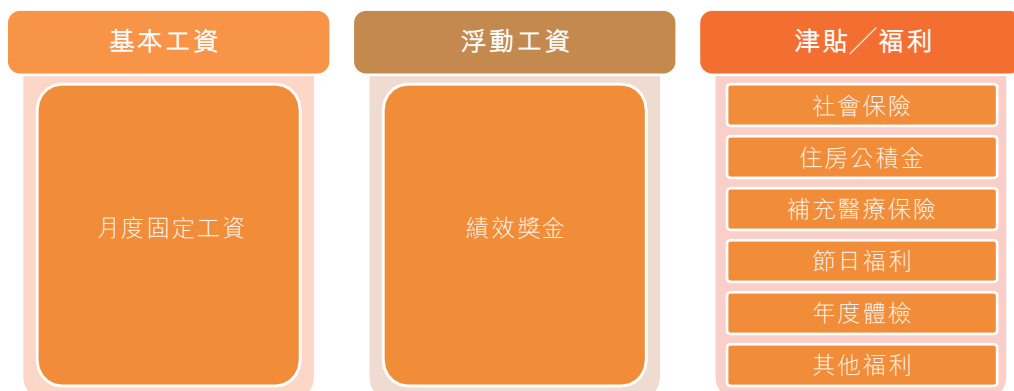 基本工資
月度固定工資
浮動工資
績效獎金
津貼／福利
社會保險
住房公積金
補充醫療保險
節日福利
年度體檢
其他福利